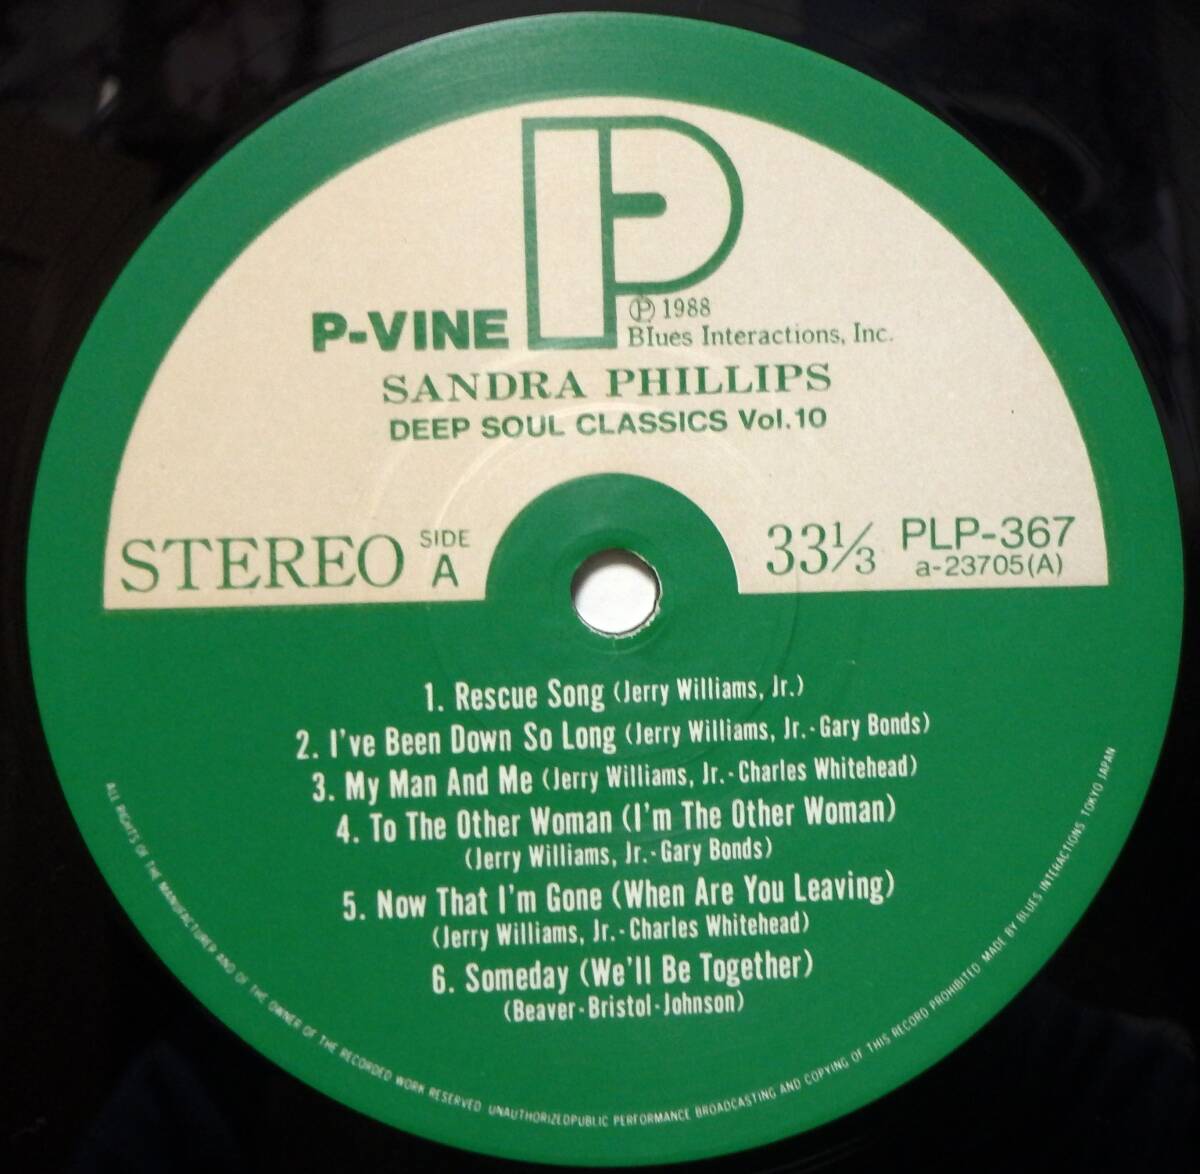 P
℗ 1988
P-VINE
Blues Interactions, Inc.
SANDRA PHILLIPS
DEEP SOUL CLASSICS Vol.10
STEREO
SIDE
A
33⅓
PLP-367
a-23705(A)
1. Rescue Song (Jerry Williams, Jr.)
2. I've Been Down So Long (Jerry Williams, Jr.-Gary Bonds)
3. My Man And Me (Jerry Williams, Jr.-Charles Whitehead)
4. To The Other Woman (I'm The Other Woman)
(Jerry Williams, Jr.-Gary Bonds)
5. Now That I'm Gone (When Are You Leaving)
(Jerry Williams, Jr.-Charles Whitehead)
6. Someday (We'll Be Together)
(Beaver-Bristol-Johnson)
ALL RIGHTS OF THE MANUFACTURER AND OF THE OWNER OF THE RECORDED WORK RESERVED UNAUTHORIZEDPUBLIC PERFORMANCE BROADCASTING AND COPYING OF THIS RECORD PROHIBITED MADE BY BLUES INTERACTIONS TOKYO JAPAN